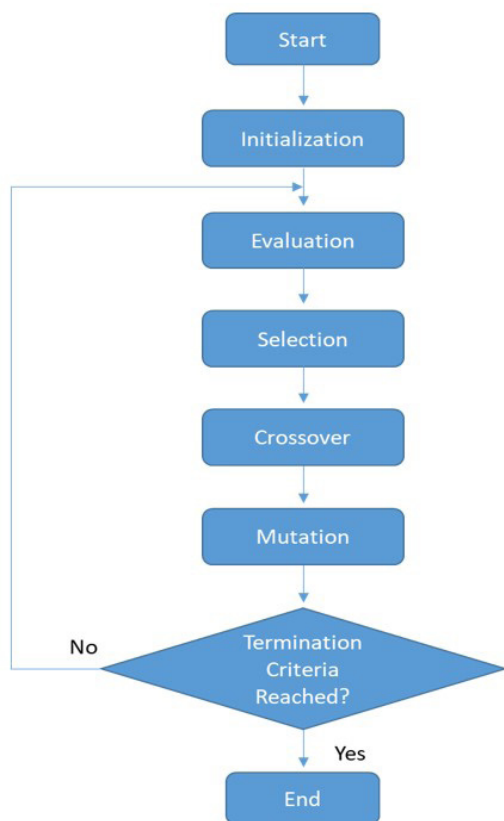 Start
Initialization
Evaluation
Selection
Crossover
Mutation
Termination
Criteria
Reached?
No
Yes
End